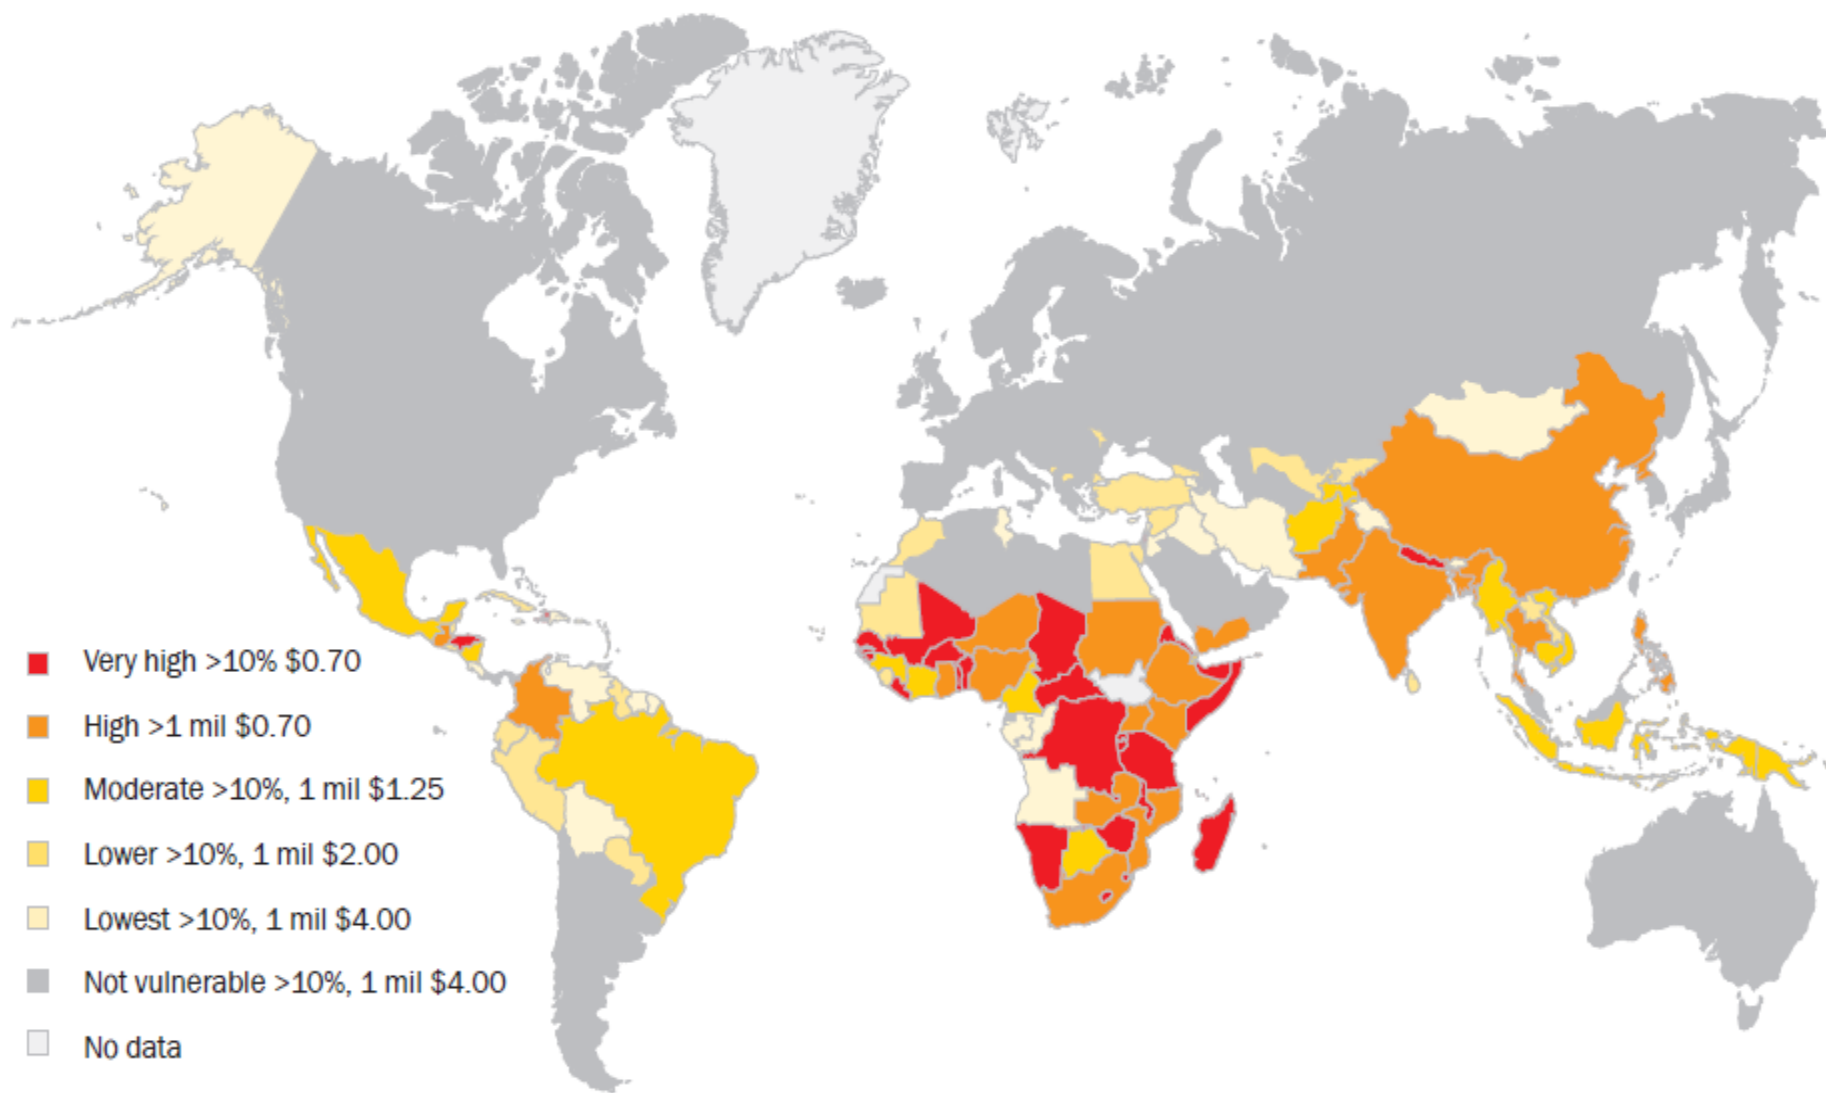 Very high >10% $0.70
High >1 mil $0.70
Moderate >10%, 1 mil $1.25
Lower >10%, 1 mil $2.00
Lowest >10%, 1 mil $4.00
Not vulnerable >10%, 1 mil $4.00
No data